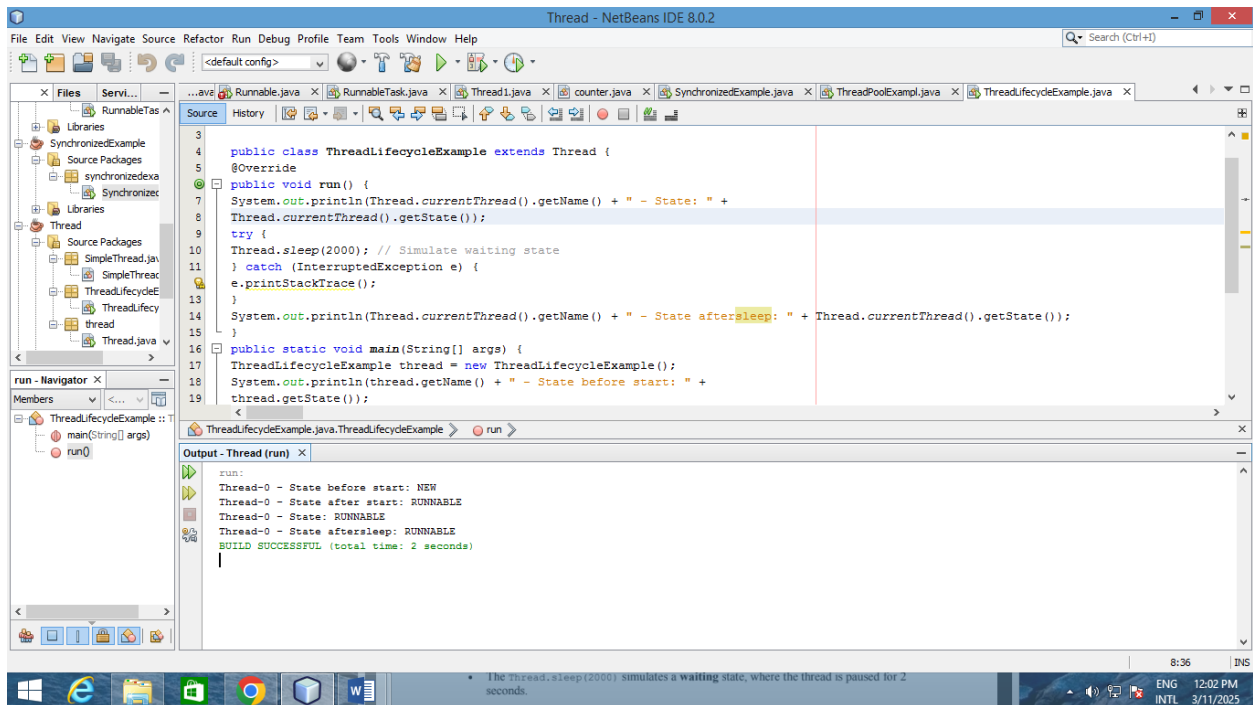 Thread - NetBeans IDE 8.0.2
File Edit View Navigate Source Refactor Run Debug Profile Team Tools Window Help
Search (Ctrl+I)
<default config>
Files Servi...
...ava Runnable.java RunnableTask.java Thread1.java counter.java SynchronizedExample.java ThreadPoolExampl.java ThreadLifecycleExample.java
RunnableTas
Libraries
SynchronizedExample
Source Packages
synchronizedexa
Synchronizec
Libraries
Thread
Source Packages
SimpleThread.jav
SimpleThreac
ThreadLifecycleE
ThreadLifecy
thread
Thread.java
Source History
3
4 public class ThreadLifecycleExample extends Thread {
5 @Override
public void run() {
7 System.out.println(Thread.currentThread().getName() + " - State: " +
8 Thread.currentThread().getState());
9 try {
10 Thread.sleep(2000); // Simulate waiting state
11 } catch (InterruptedException e) {
e.printStackTrace();
13 }
14 System.out.println(Thread.currentThread().getName() + " - State aftersleep: " + Thread.currentThread().getState());
15 }
16 public static void main(String[] args) {
17 ThreadLifecycleExample thread = new ThreadLifecycleExample();
18 System.out.println(thread.getName() + " - State before start: " +
19 thread.getState());
ThreadLifecycleExample.java.ThreadLifecycleExample run
run - Navigator
Members <...
ThreadLifecycleExample :: T
main(String[] args)
run()
Output - Thread (run)
run:
Thread-0 - State before start: NEW
Thread-0 - State after start: RUNNABLE
Thread-0 - State: RUNNABLE
Thread-0 - State aftersleep: RUNNABLE
BUILD SUCCESSFUL (total time: 2 seconds)
8:36 INS
The Thread.sleep(2000) simulates a waiting state, where the thread is paused for 2
seconds.
ENG 12:02 PM
INTL 3/11/2025